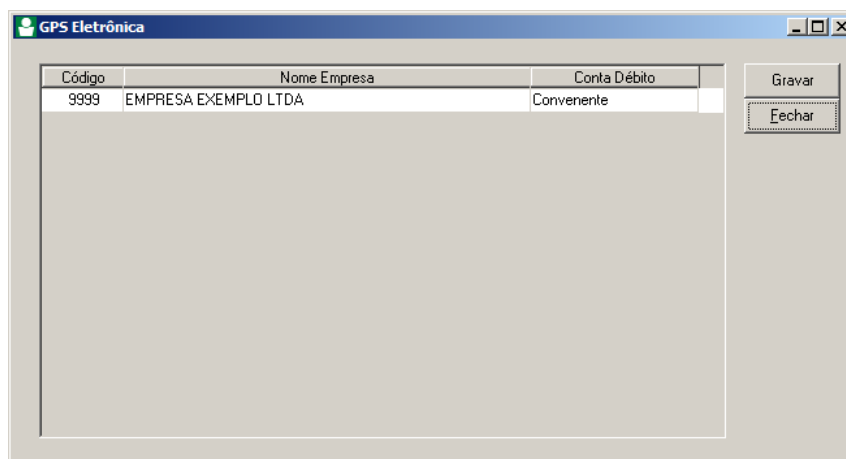 GPS Eletrônica
Código Nome Empresa Conta Débito
9999 EMPRESA EXEMPLO LTDA Convenente
Gravar
Fechar